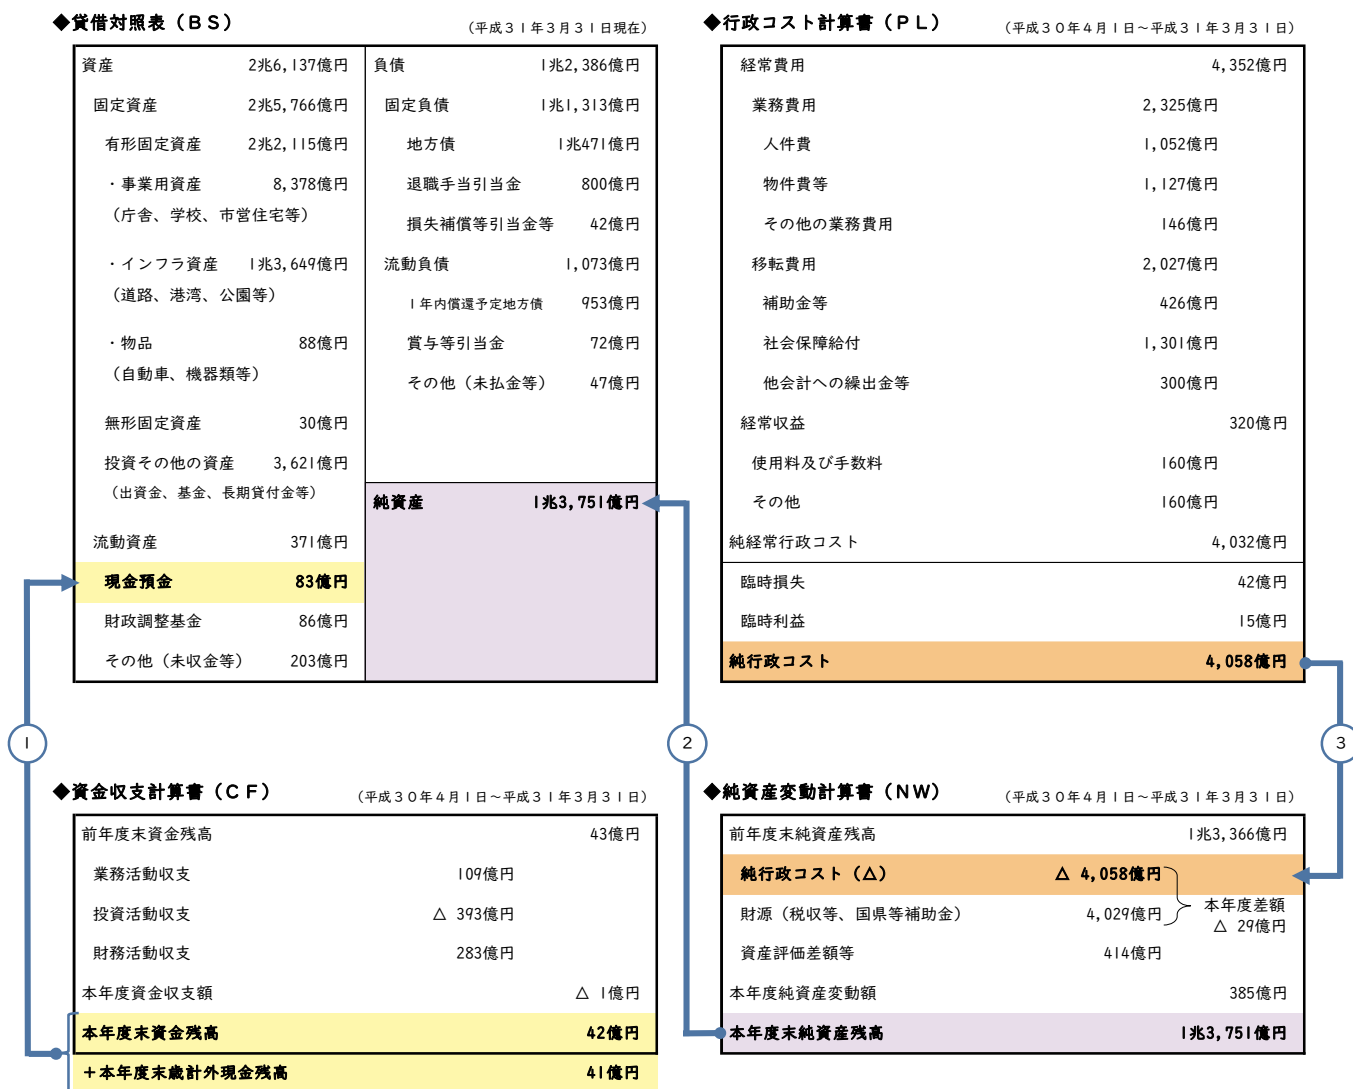 ◆貸借対照表（ＢＳ）
（平成３１年３月３１日現在）
資産 2兆6,137億円
固定資産 2兆5,766億円
有形固定資産 2兆2,115億円
・事業用資産 8,378億円
（庁舎、学校、市営住宅等）
・インフラ資産 1兆3,649億円
（道路、港湾、公園等）
・物品 88億円
（自動車、機器類等）
無形固定資産 30億円
投資その他の資産 3,621億円
（出資金、基金、長期貸付金等）
流動資産 371億円
現金預金 83億円
財政調整基金 86億円
その他（未収金等） 203億円
負債 1兆2,386億円
固定負債 1兆1,313億円
地方債 1兆471億円
退職手当引当金 800億円
損失補償等引当金等 42億円
流動負債 1,073億円
１年内償還予定地方債 953億円
賞与等引当金 72億円
その他（未払金等） 47億円
純資産 1兆3,751億円
◆行政コスト計算書（ＰＬ）
（平成３０年４月１日～平成３１年３月３１日）
経常費用 4,352億円
業務費用 2,325億円
人件費 1,052億円
物件費等 1,127億円
その他の業務費用 146億円
移転費用 2,027億円
補助金等 426億円
社会保障給付 1,301億円
他会計への繰出金等 300億円
経常収益 320億円
使用料及び手数料 160億円
その他 160億円
純経常行政コスト 4,032億円
臨時損失 42億円
臨時利益 15億円
純行政コスト 4,058億円
1
2
3
◆資金収支計算書（ＣＦ）
（平成３０年４月１日～平成３１年３月３１日）
前年度末資金残高 43億円
業務活動収支 109億円
投資活動収支 △ 393億円
財務活動収支 283億円
本年度資金収支額 △ 1億円
本年度末資金残高 42億円
＋本年度末歳計外現金残高 41億円
◆純資産変動計算書（ＮＷ）
（平成３０年４月１日～平成３１年３月３１日）
前年度末純資産残高 1兆3,366億円
純行政コスト（△） △ 4,058億円
財源（税収等、国県等補助金） 4,029億円
本年度差額
△ 29億円
資産評価差額等 414億円
本年度純資産変動額 385億円
本年度末純資産残高 1兆3,751億円